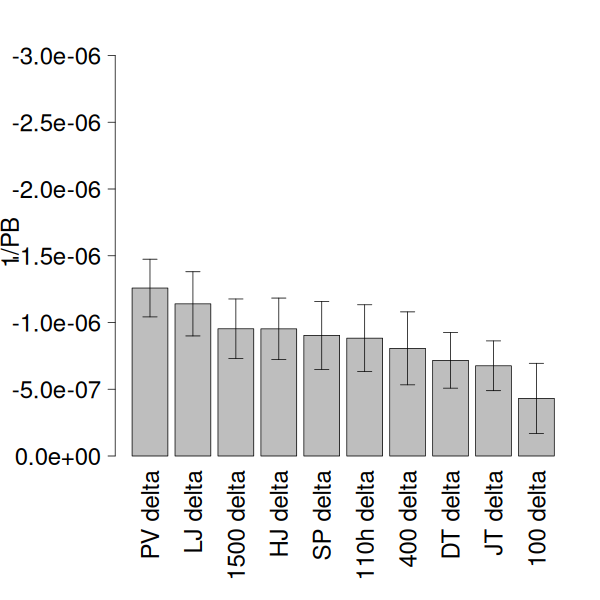 -3.0e-06
-2.5e-06
-2.0e-06
-1.5e-06
-1.0e-06
-5.0e-07
0.0e+00
1/PB
PV delta
LJ delta
1500 delta
HJ delta
SP delta
110h delta
400 delta
DT delta
JT delta
100 delta